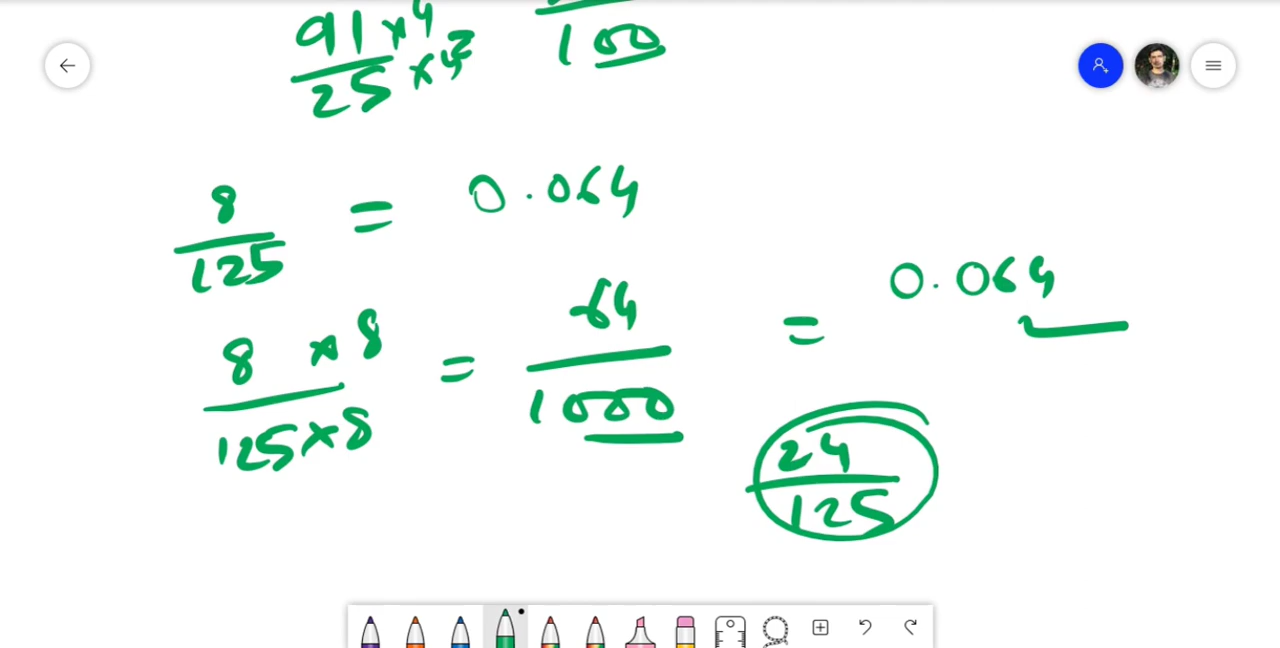 91 × 4
25 × 4
100
8
125
= 0.064
8 × 8
125 × 8
=
64
1000
= 0.064
24
125